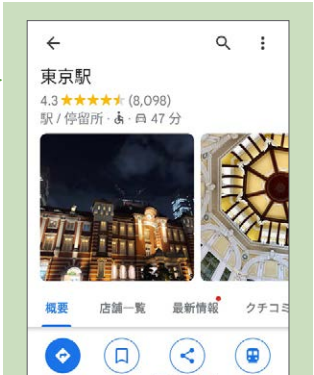 東京駅
4.3 (8,098)
駅 / 停留所 · 47 分
概要 店舗一覧 最新情報 クチコミ